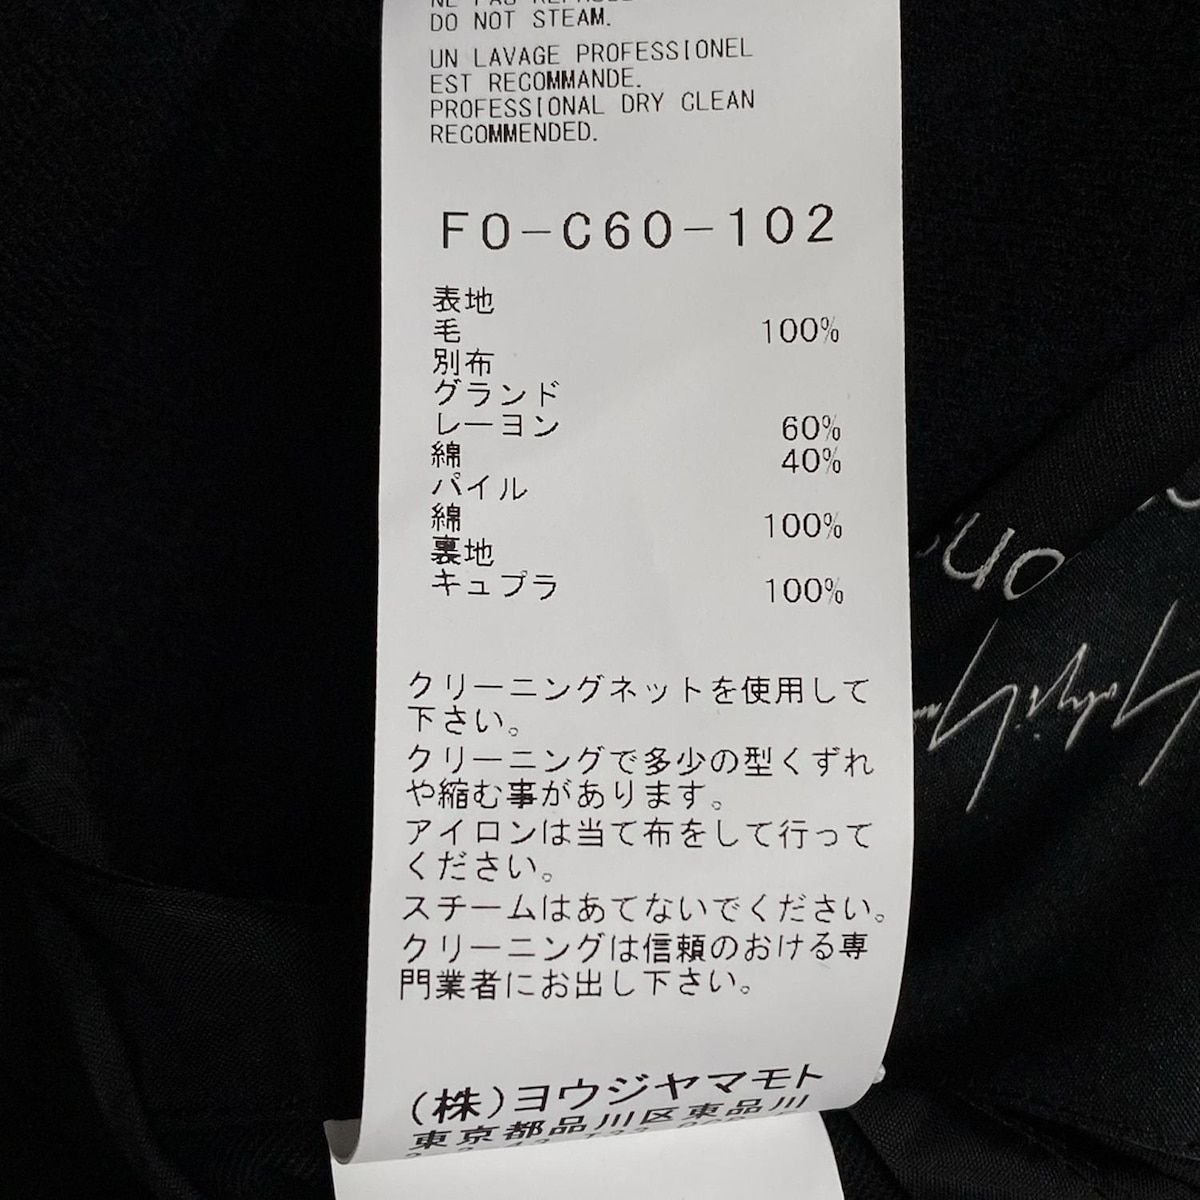 DO NOT STEAM.
UN LAVAGE PROFESSIONEL
EST RECOMMANDE.
PROFESSIONAL DRY CLEAN
RECOMMENDED.
FO-C60-102
表地
毛 100%
別布
グランド
レーヨン 60%
綿 40%
パイル
綿 100%
裏地
キュプラ 100%
クリーニングネットを使用して
下さい。
クリーニングで多少の型くずれ
や縮む事があります。
アイロンは当て布をして行って
ください。
スチームはあてないでください。
クリーニングは信頼のおける専
門業者にお出し下さい。
(株)ヨウジヤマモト
東京都品川区東品川